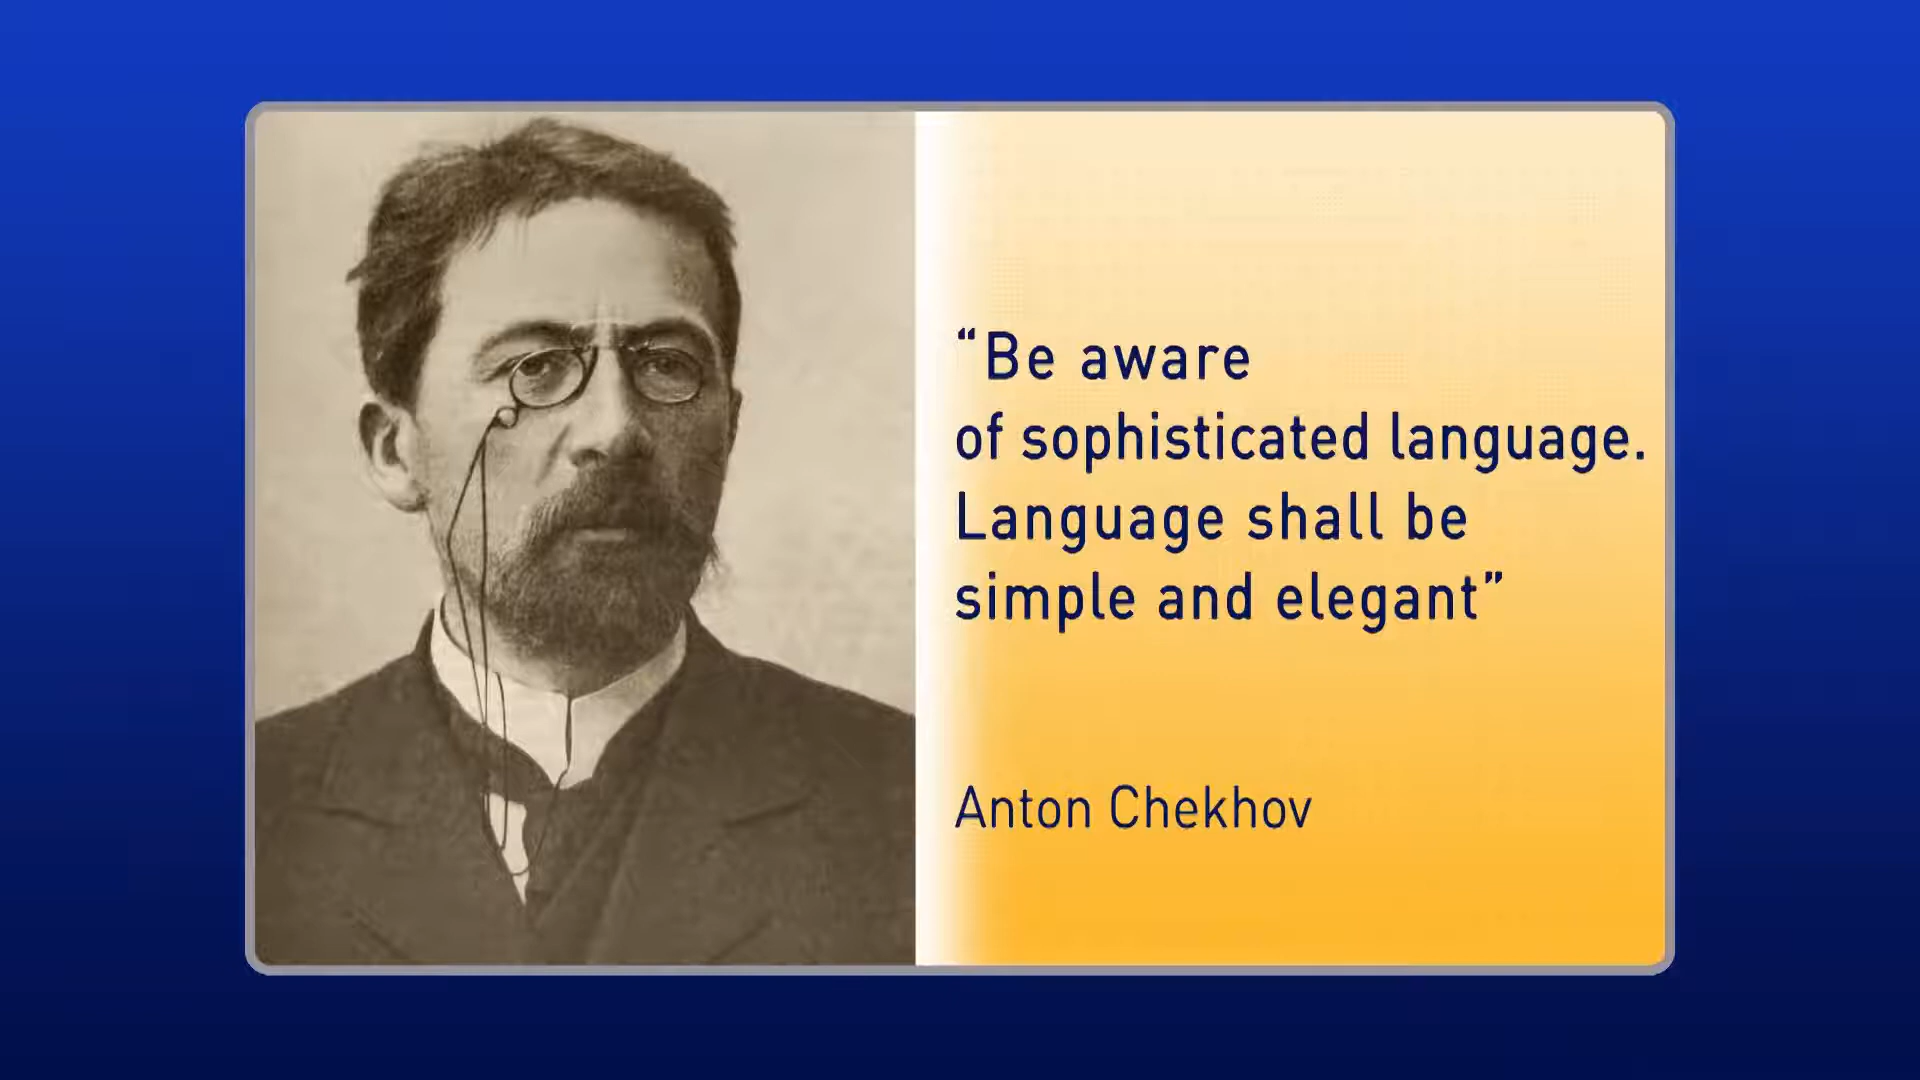 “Be aware
of sophisticated language.
Language shall be
simple and elegant”
Anton Chekhov